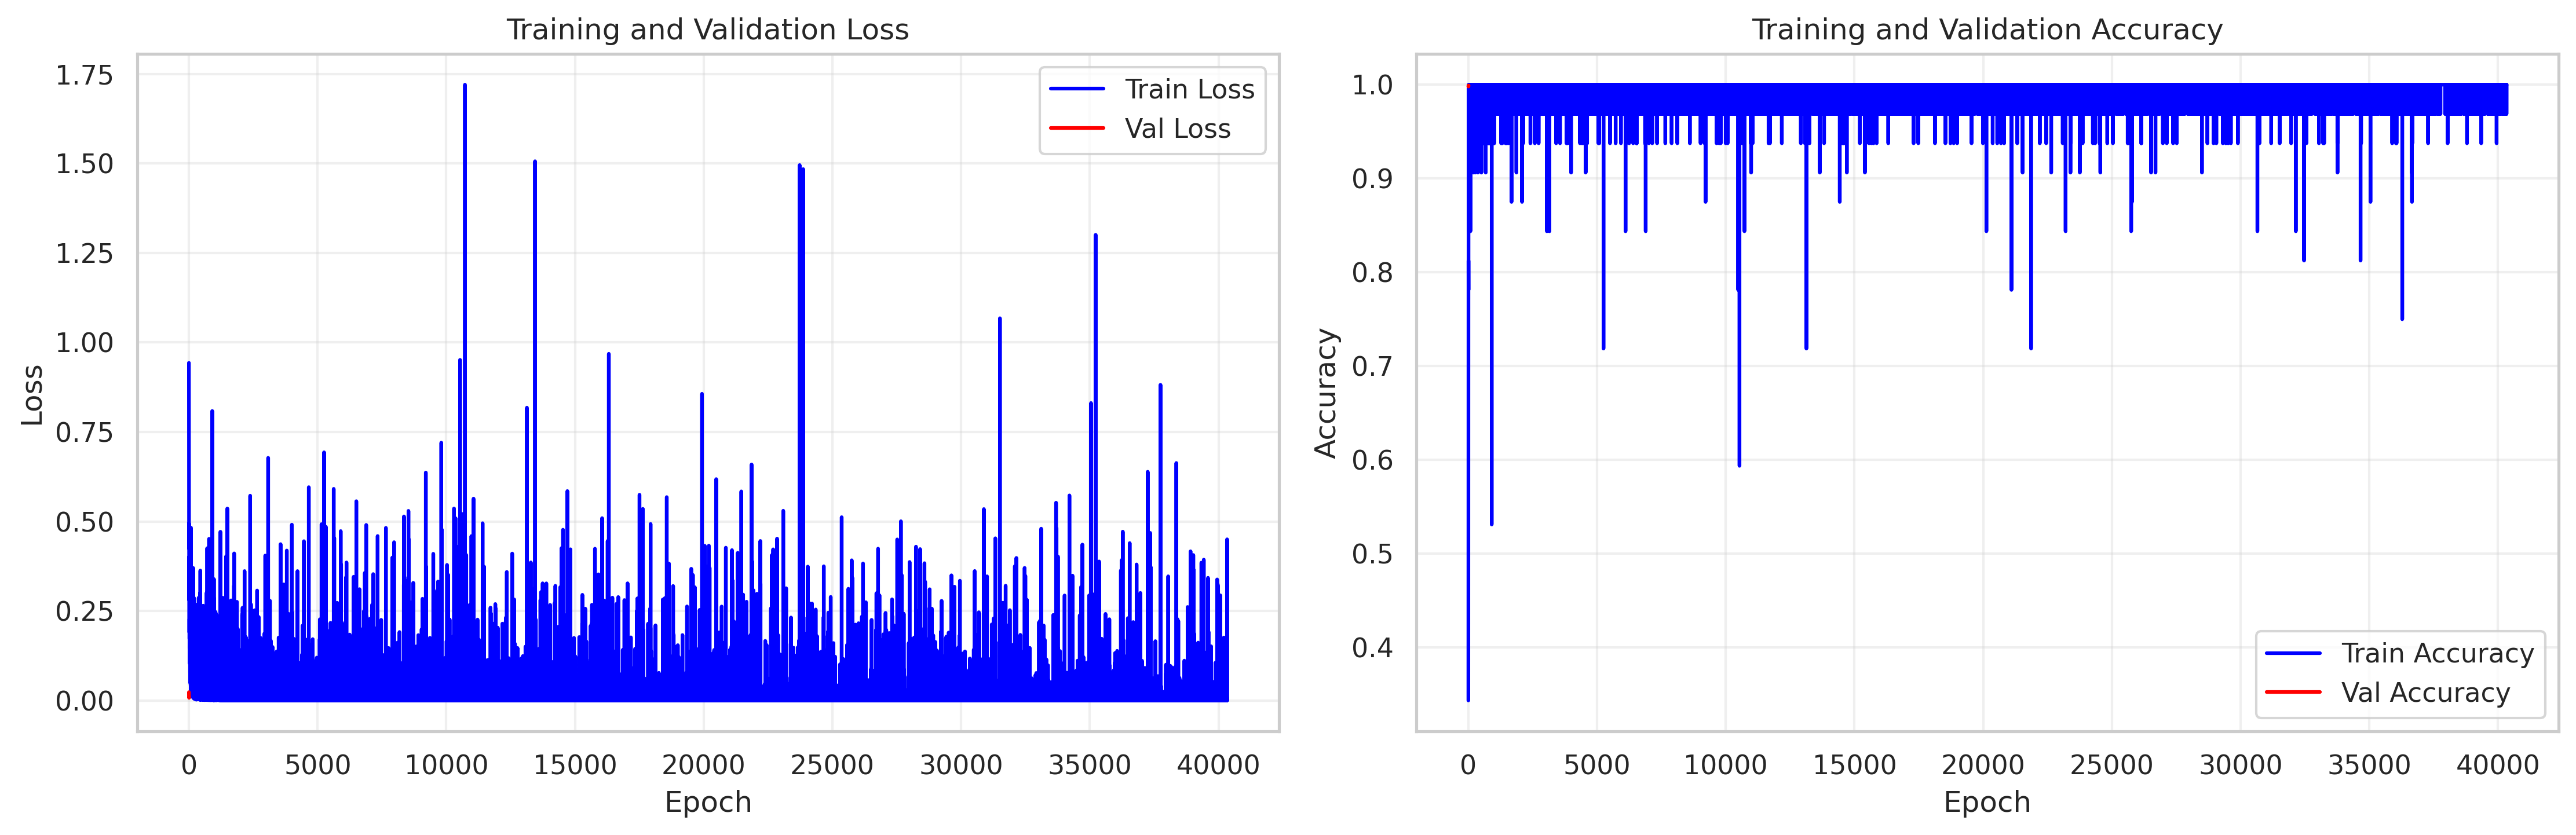 Training and Validation Loss
1.75
1.50
1.25
1.00
0.75
0.50
0.25
0.00
Loss
0 5000 10000 15000 20000 25000 30000 35000 40000
Epoch
Train Loss
Val Loss
Training and Validation Accuracy
1.0
0.9
0.8
0.7
0.6
0.5
0.4
Accuracy
0 5000 10000 15000 20000 25000 30000 35000 40000
Epoch
Train Accuracy
Val Accuracy